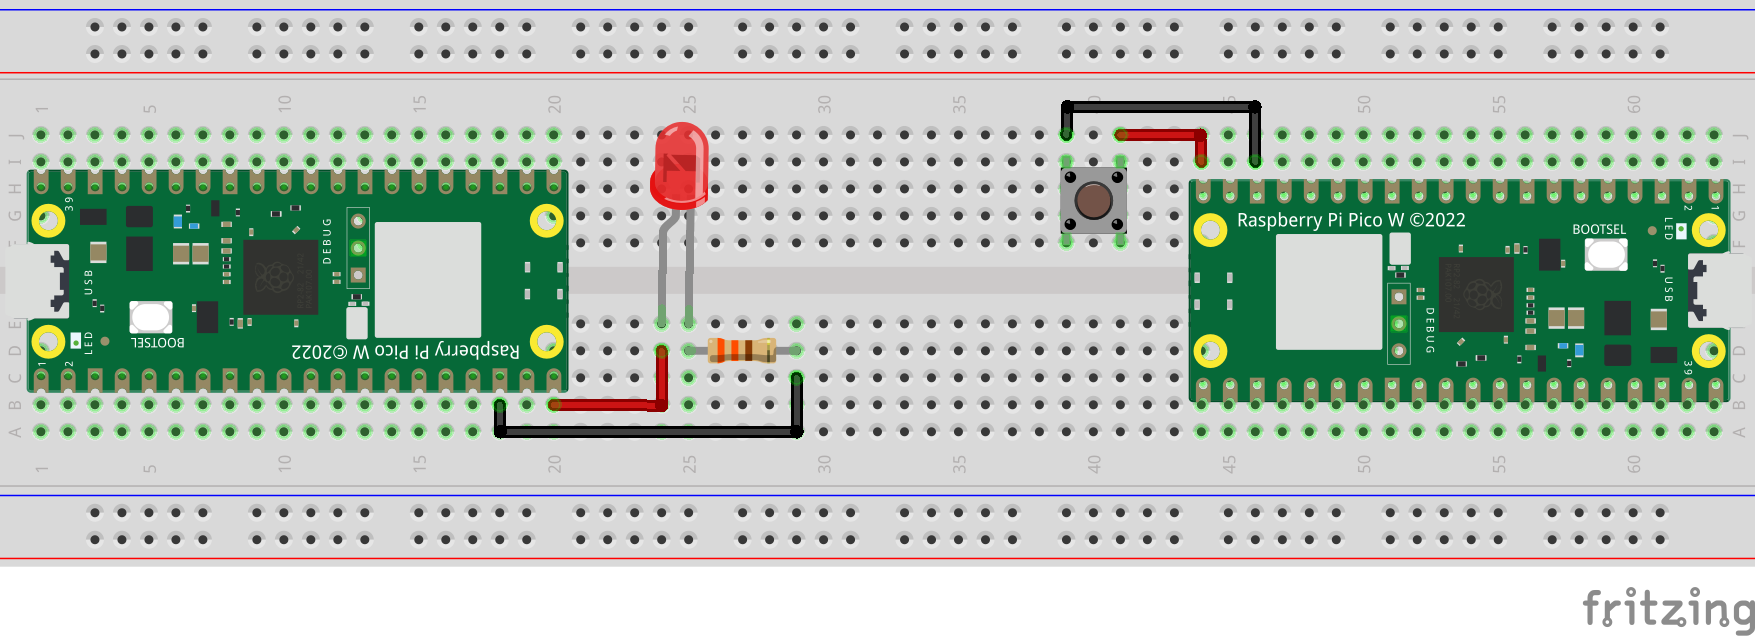 1 5 10 15 20 25 30 35 40 45 50 55 60
J J
I I
H H
G G
F F
39
DEBUG
USB
LED
BOOTSEL
Raspberry Pi Pico W ©2022
1 2
Raspberry Pi Pico W ©2022
BOOTSEL
LED
2 1
USB
DEBUG
39
E E
D D
C C
B B
A A
1 5 10 15 20 25 30 35 40 45 50 55 60
fritzing